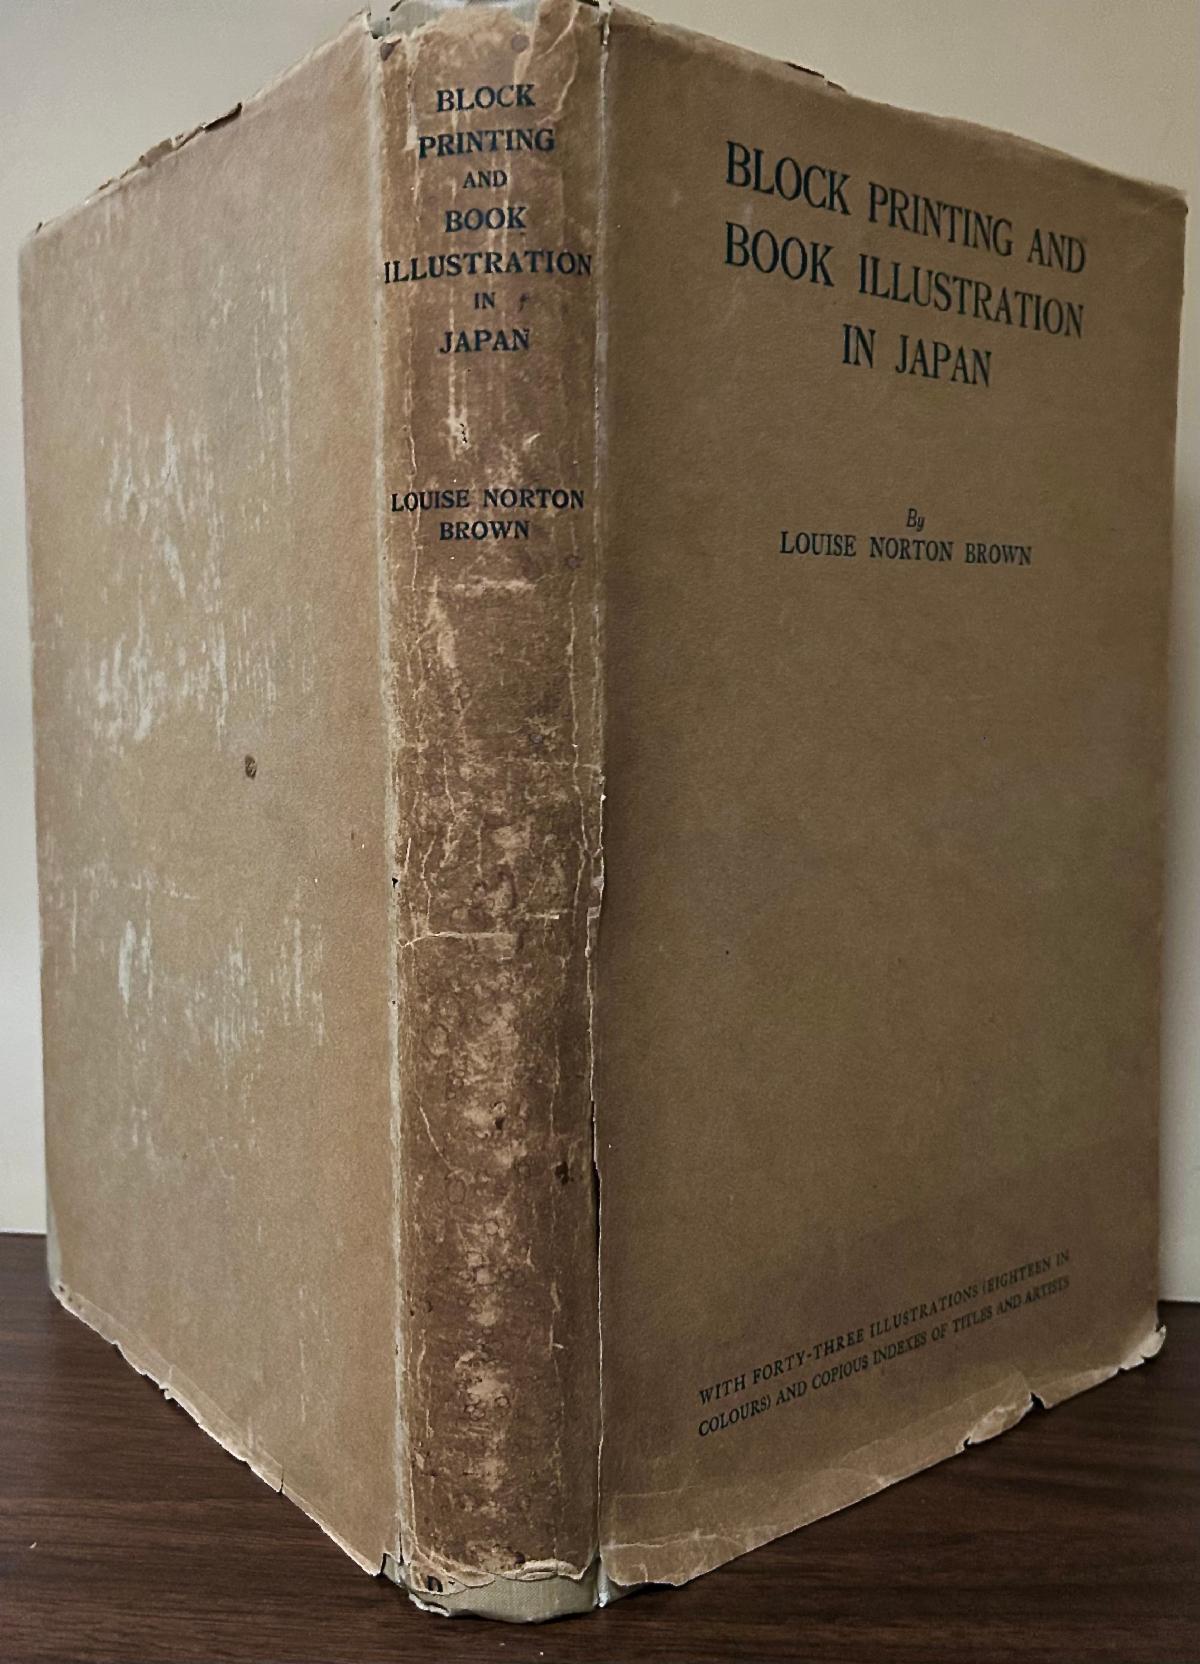 BLOCK
PRINTING
AND
BOOK
ILLUSTRATION
IN
JAPAN
LOUISE NORTON
BROWN
BLOCK PRINTING AND
BOOK ILLUSTRATION
IN JAPAN
By
LOUISE NORTON BROWN
WITH FORTY-THREE ILLUSTRATIONS (EIGHTEEN IN
COLOURS) AND COPIOUS INDEXES OF TITLES AND ARTISTS